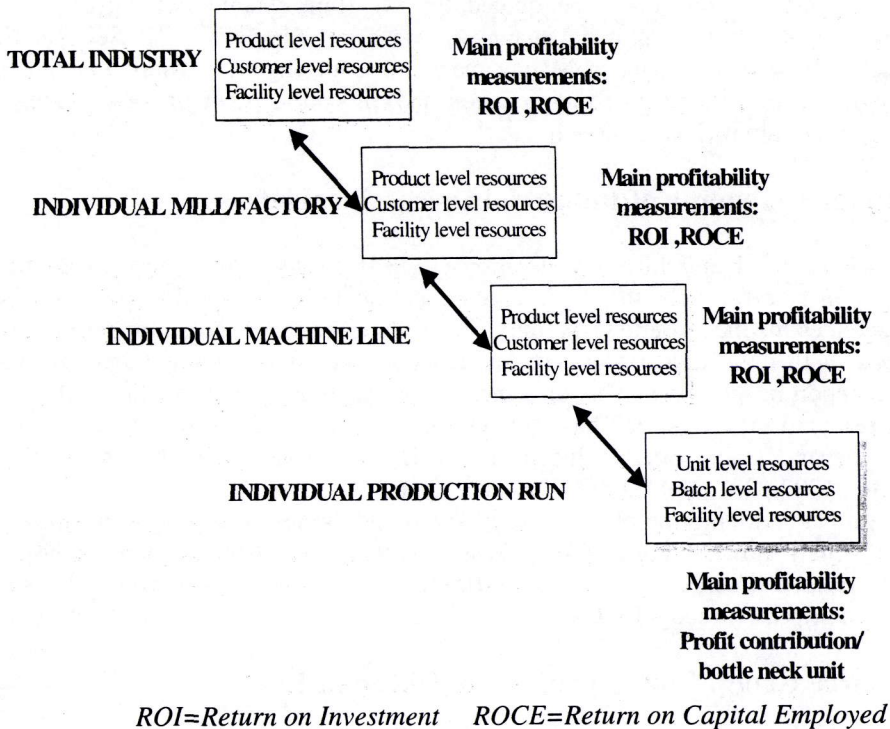 TOTAL INDUSTRY
Product level resources
Customer level resources
Facility level resources
Main profitability
measurements:
ROI ,ROCE
INDIVIDUAL MILL/FACTORY
Product level resources
Customer level resources
Facility level resources
Main profitability
measurements:
ROI ,ROCE
INDIVIDUAL MACHINE LINE
Product level resources
Customer level resources
Facility level resources
Main profitability
measurements:
ROI ,ROCE
INDIVIDUAL PRODUCTION RUN
Unit level resources
Batch level resources
Facility level resources
Main profitability
measurements:
Profit contribution/
bottle neck unit
ROI=Return on Investment ROCE=Return on Capital Employed